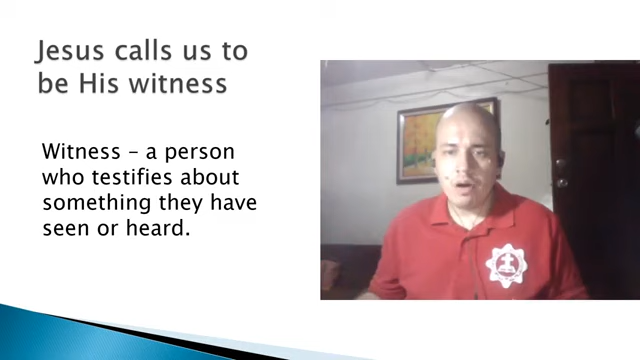 Jesus calls us to
be His witness
Witness – a person
who testifies about
something they have
seen or heard.